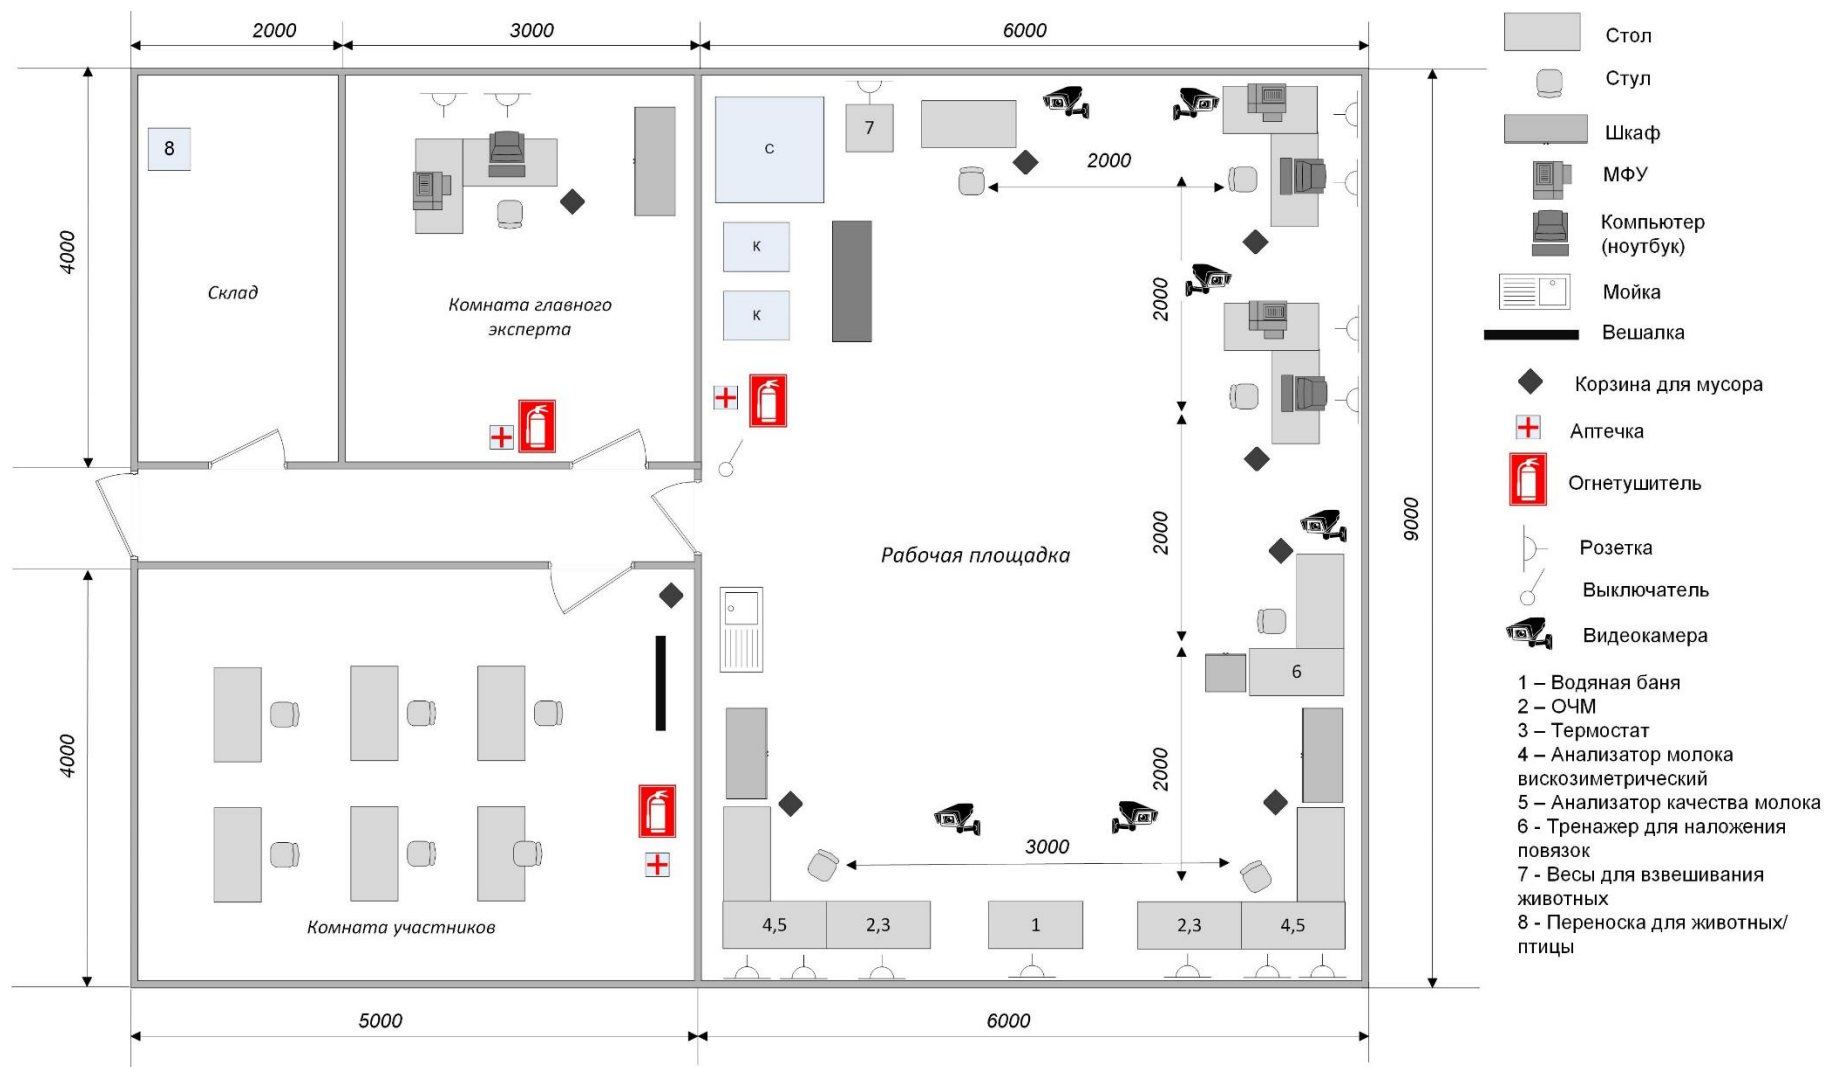 2000
3000
6000
Стол
Стул
Шкаф
МФУ
Компьютер
(ноутбук)
Мойка
Вешалка
Корзина для мусора
Аптечка
Огнетушитель
Розетка
Выключатель
Видеокамера
1 – Водяная баня
2 – ОЧМ
3 – Термостат
4 – Анализатор молока
вискозиметрический
5 – Анализатор качества молока
6 - Тренажер для наложения
повязок
7 - Весы для взвешивания
животных
8 - Переноска для животных/
птицы
4000
8
Склад
Комната главного
эксперта
С
7
К
К
2000
2000
2000
2000
9000
Рабочая площадка
6
4000
Комната участников
3000
4,5
2,3
1
2,3
4,5
5000
6000